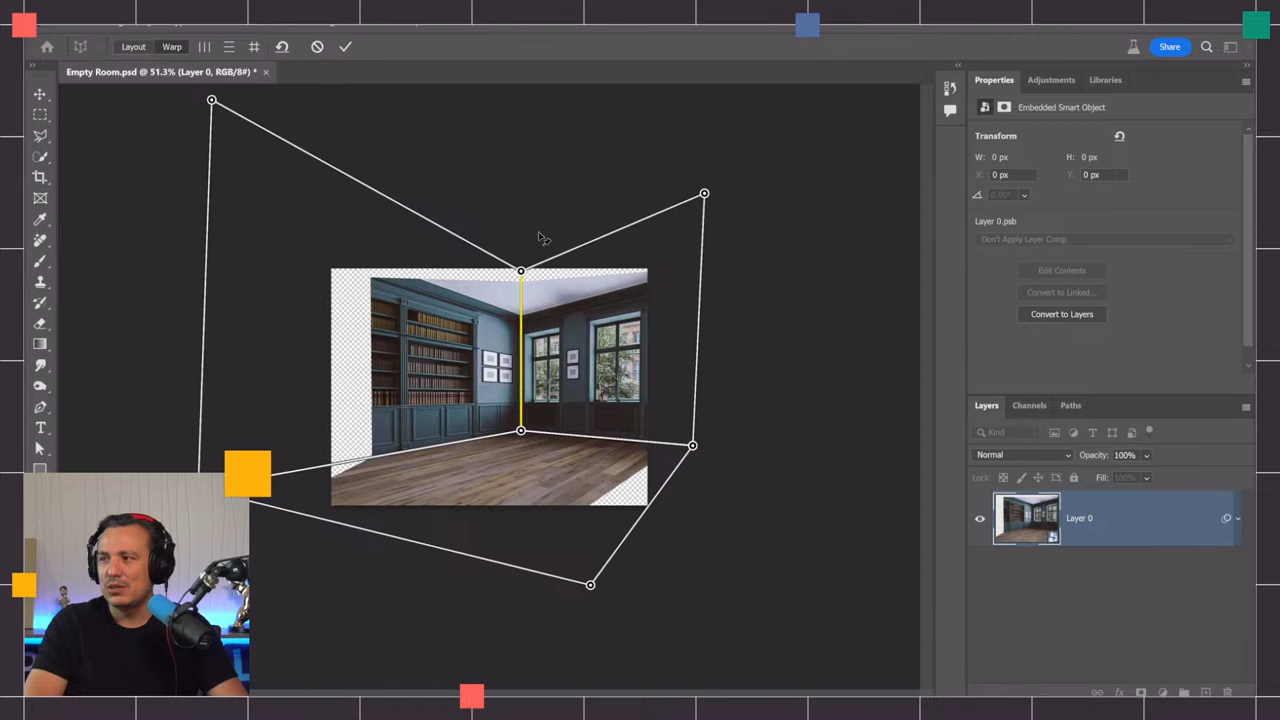 Layout Warp
Share
Empty Room.psd @ 51.3% (Layer 0, RGB/8#) *
Properties Adjustments Libraries
Embedded Smart Object
Transform
W: 0 px H: 0 px
X: 0 px Y: 0 px
0.00°
Layer 0.psb
Don't Apply Layer Comp
Edit Contents
Convert to Linked...
Convert to Layers
Layers Channels Paths
Kind
Normal Opacity: 100%
Lock: Fill: 100%
Layer 0